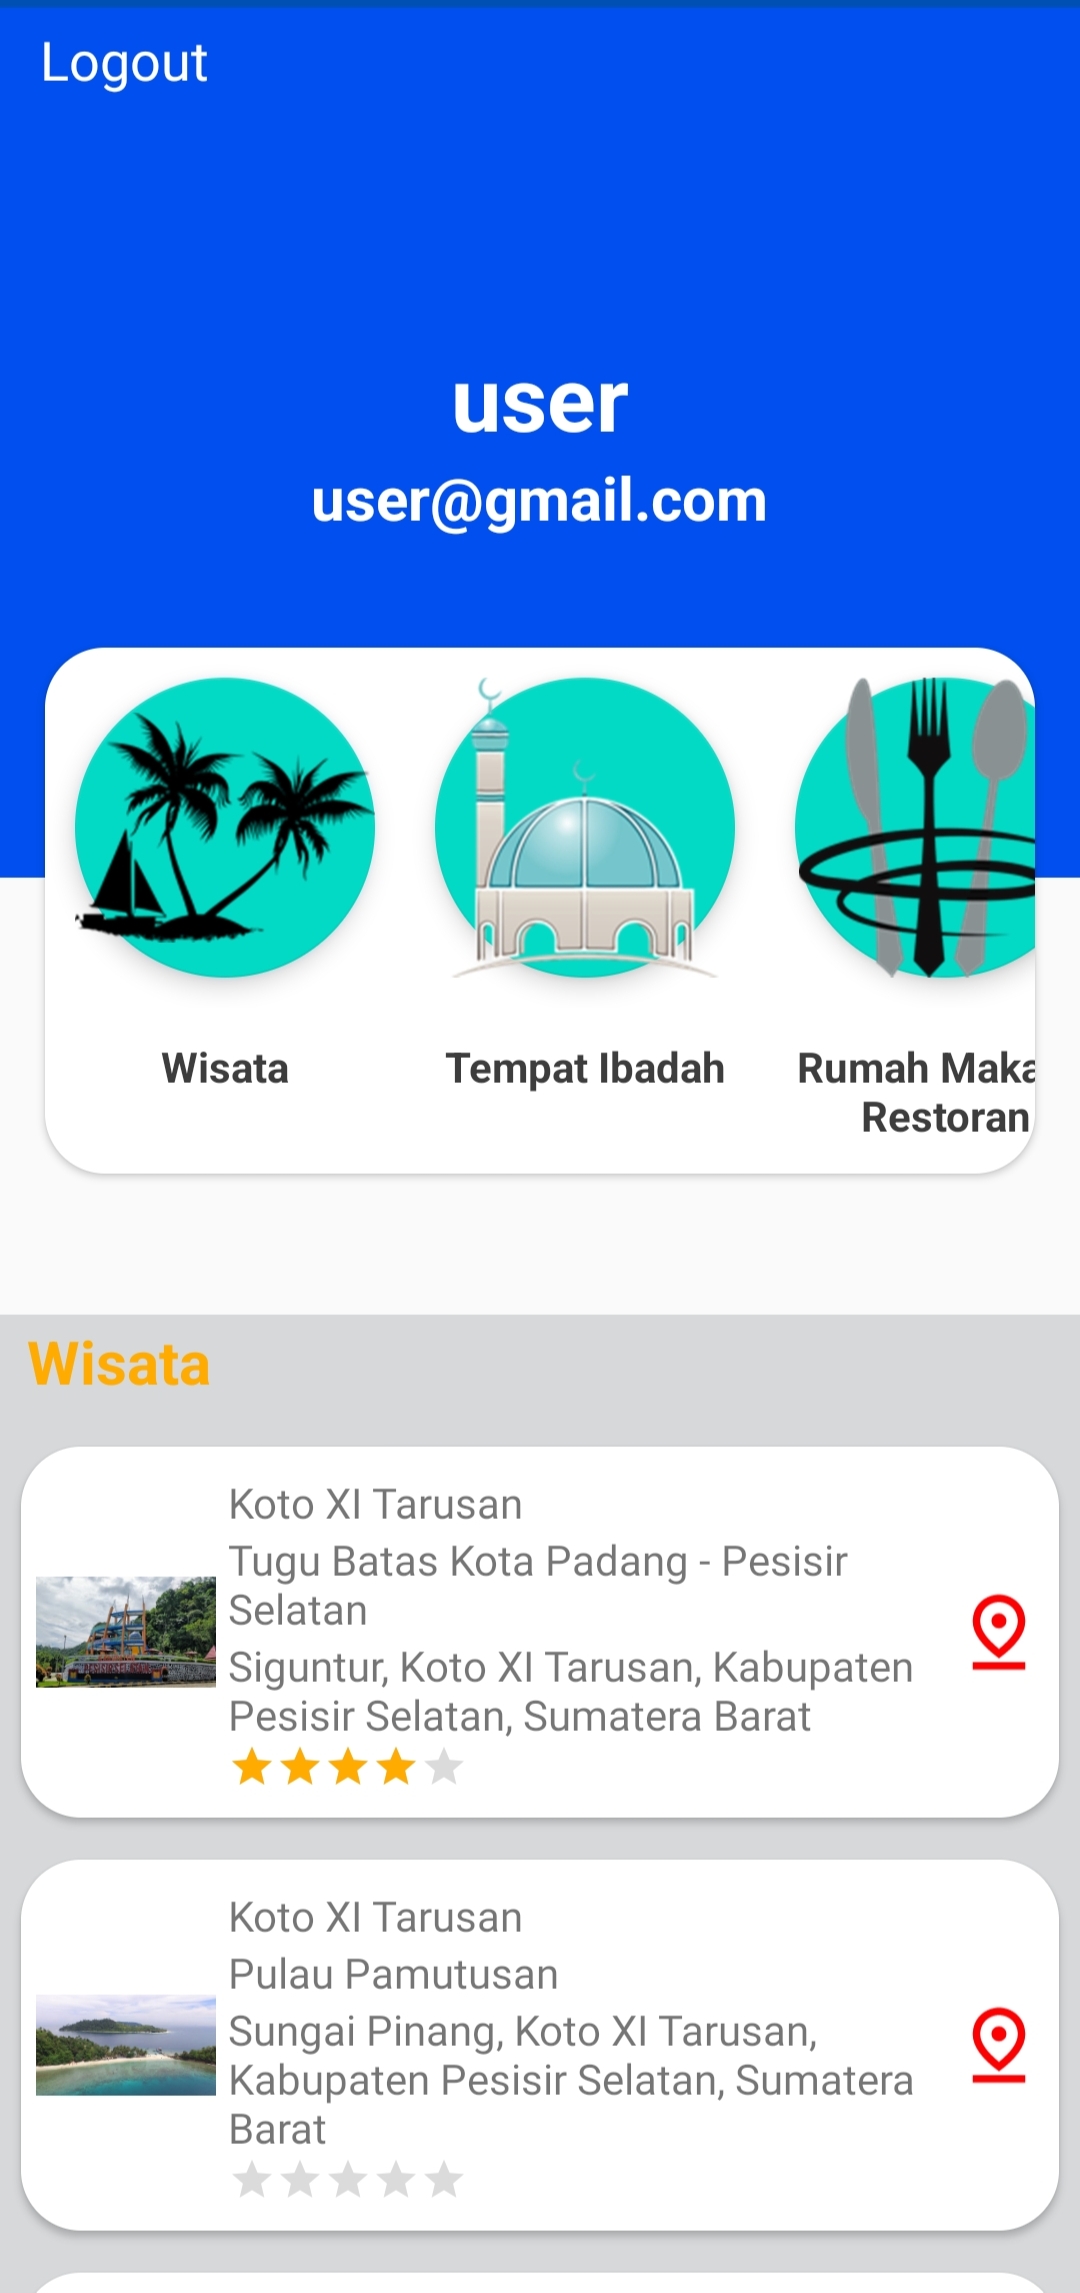 Logout
user
user@gmail.com
Wisata
Tempat Ibadah
Rumah Maka
Restoran
Wisata
Koto XI Tarusan
Tugu Batas Kota Padang - Pesisir
Selatan
Siguntur, Koto XI Tarusan, Kabupaten
Pesisir Selatan, Sumatera Barat
Koto XI Tarusan
Pulau Pamutusan
Sungai Pinang, Koto XI Tarusan,
Kabupaten Pesisir Selatan, Sumatera
Barat